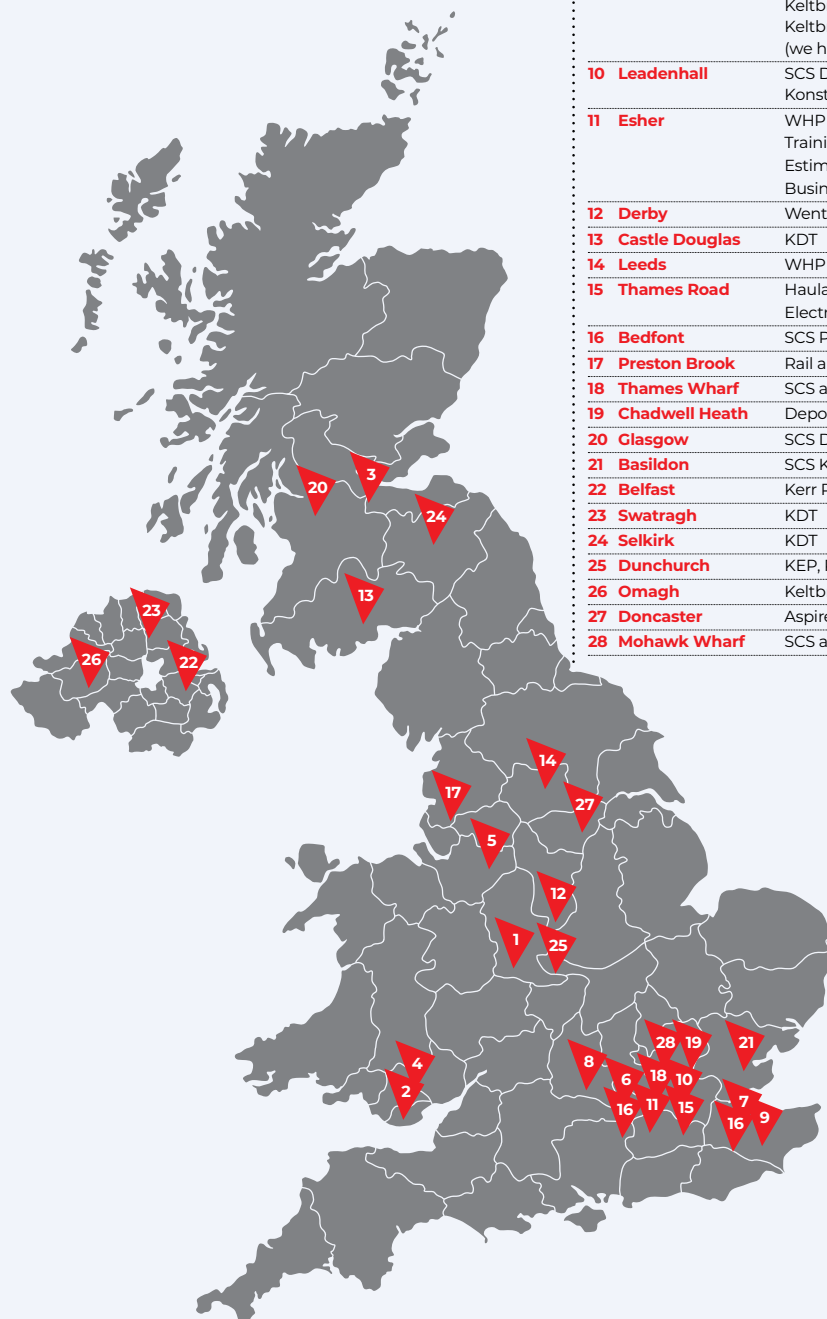 Keltb
Keltb
(we h
10 Leadenhall SCS D
Konst
11 Esher WHP
Traini
Estim
Busin
12 Derby Went
13 Castle Douglas KDT
14 Leeds WHP
15 Thames Road Haula
Electr
16 Bedfont SCS P
17 Preston Brook Rail a
18 Thames Wharf SCS a
19 Chadwell Heath Depo
20 Glasgow SCS D
21 Basildon SCS K
22 Belfast Kerr P
23 Swatragh KDT
24 Selkirk KDT
25 Dunchurch KEP,
26 Omagh Keltb
27 Doncaster Aspire
28 Mohawk Wharf SCS a
3
20
24
13
23
26
22
14
17
27
5
12
1
25
28
19
21
4
8
2
6
18
10
7
16
11
15
16
9